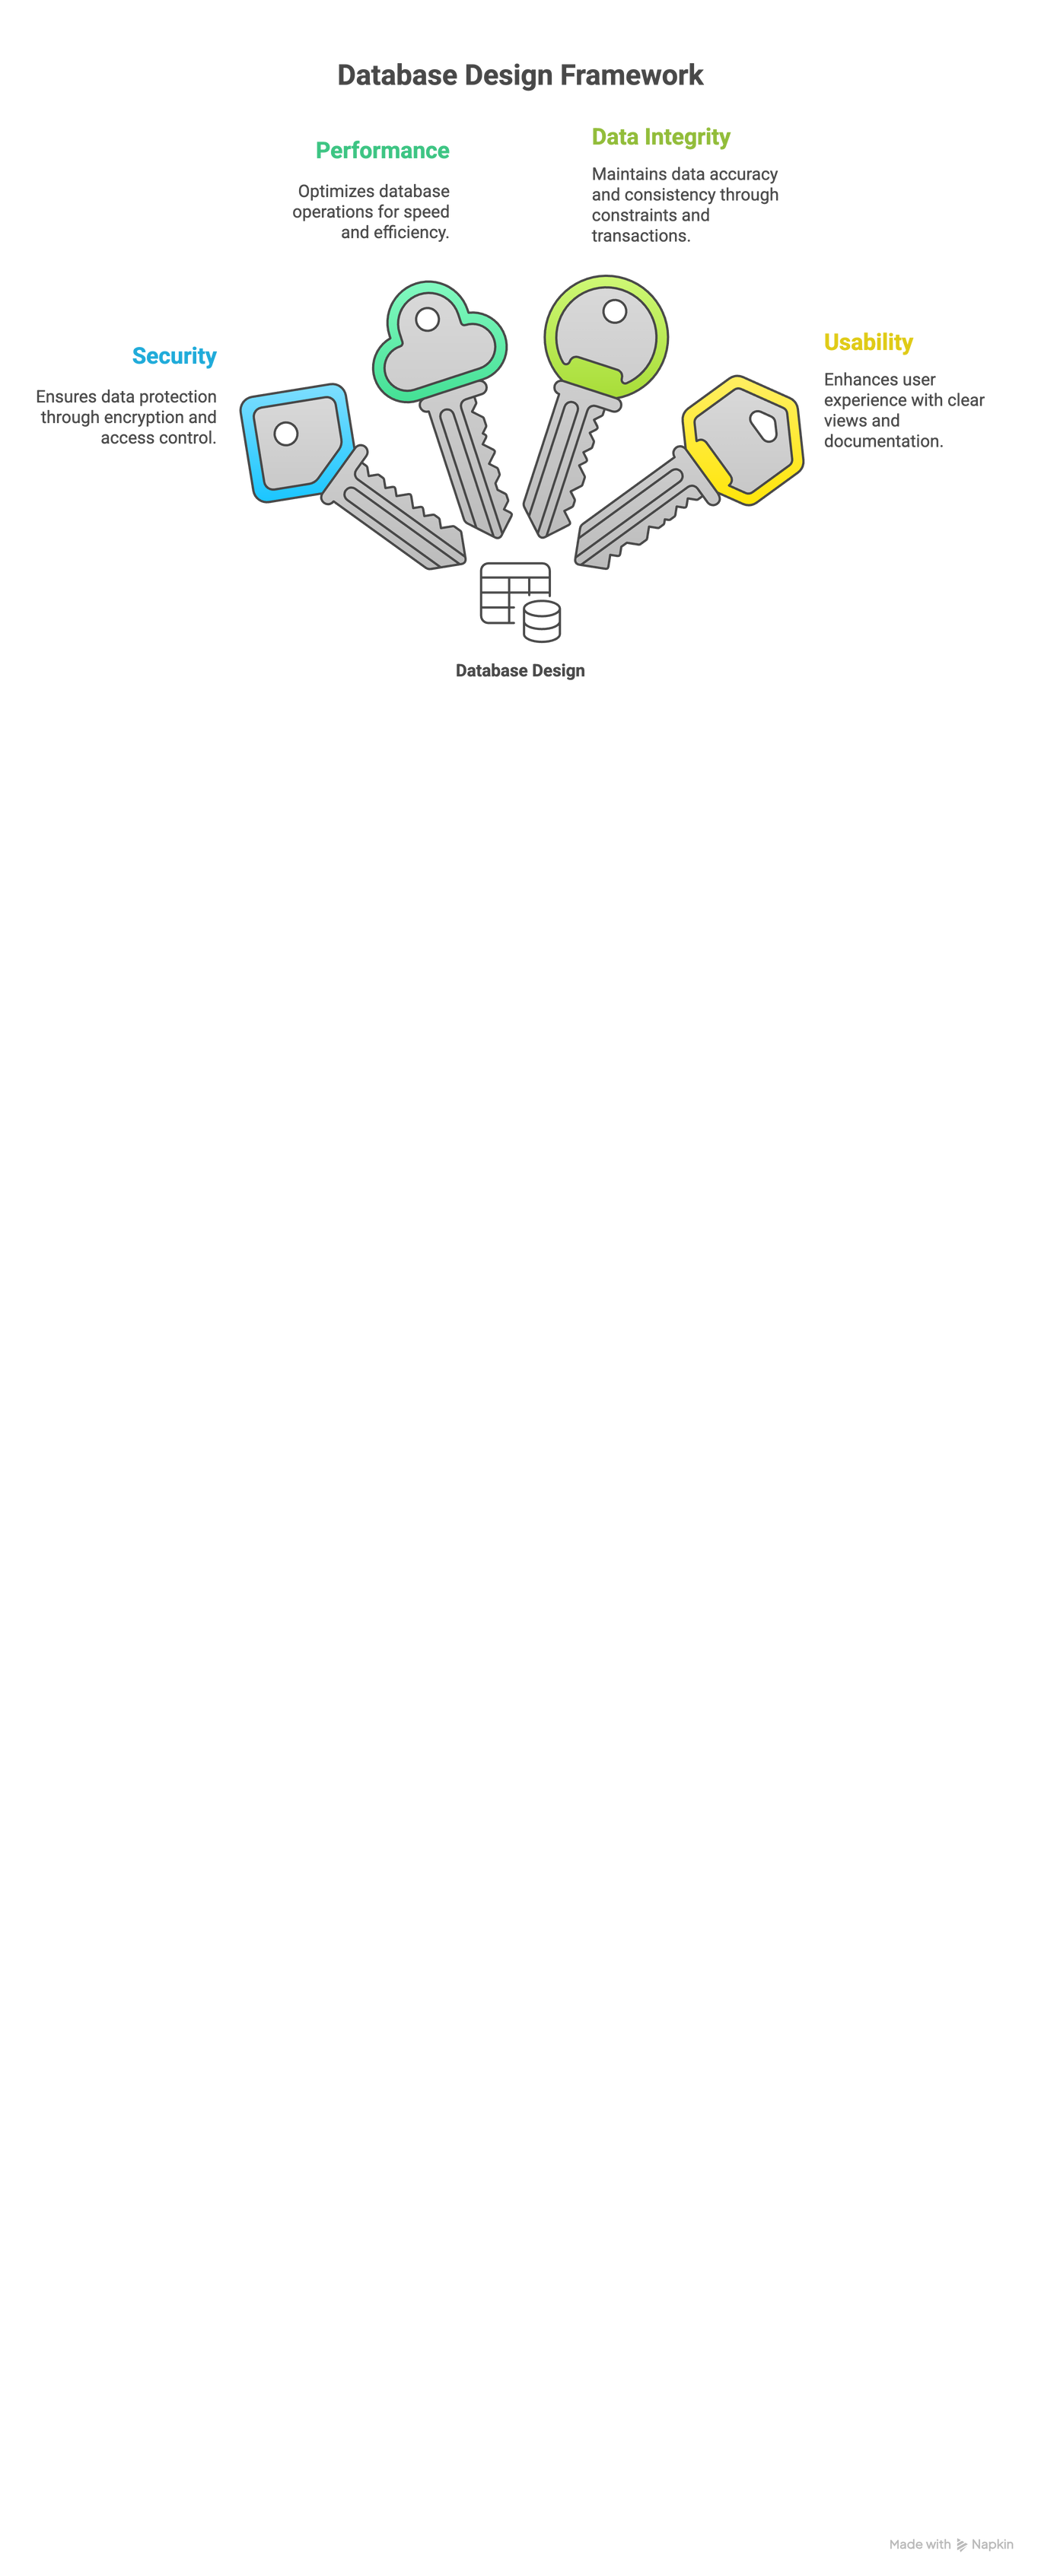 Database Design Framework
Performance
Optimizes database
operations for speed
and efficiency.
Data Integrity
Maintains data accuracy
and consistency through
constraints and
transactions.
Security
Ensures data protection
through encryption and
access control.
Usability
Enhances user
experience with clear
views and
documentation.
Database Design
Made with Napkin